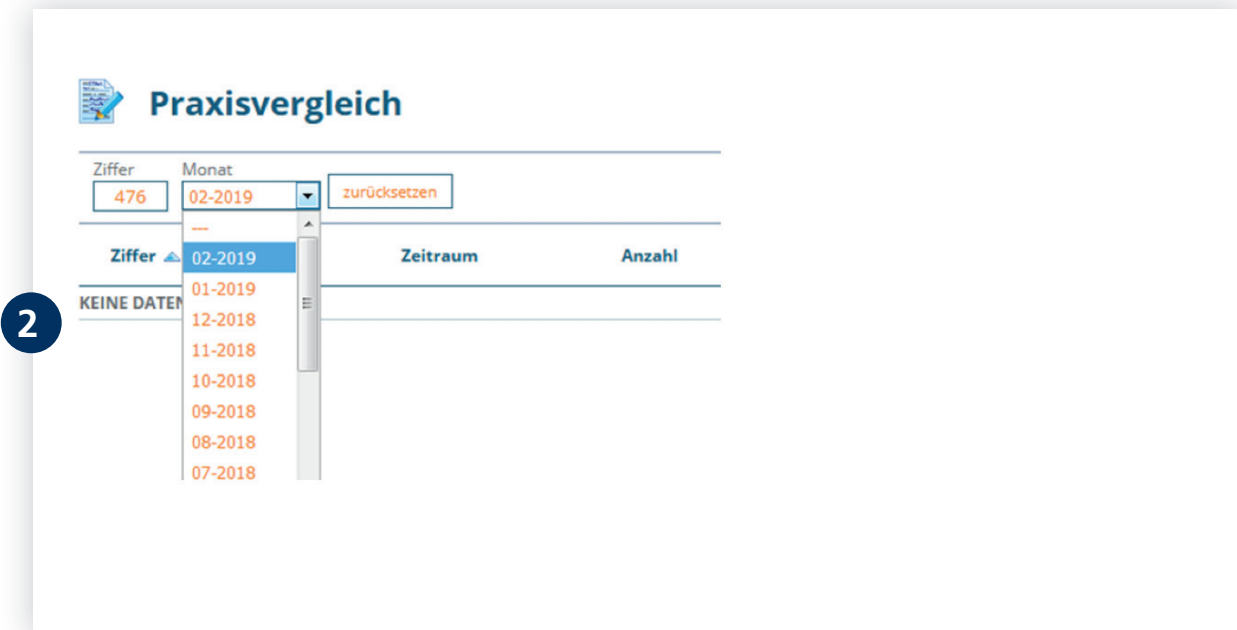 Praxisvergleich
Ziffer Monat
476 02-2019 zurücksetzen
---
Ziffer Zeitraum Anzahl
02-2019
01-2019
KEINE DATEN
12-2018
11-2018
10-2018
09-2018
08-2018
07-2018
2